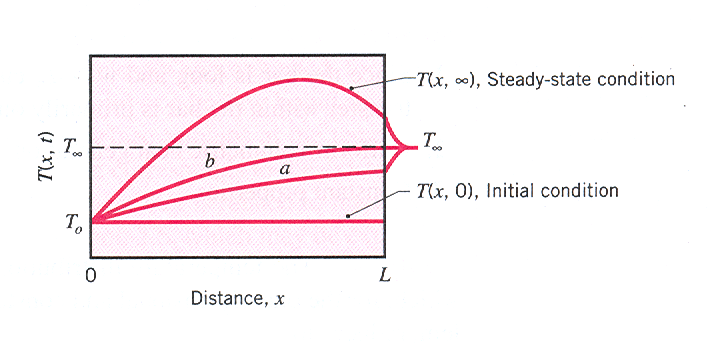 T(x, ∞), Steady-state condition
T(x, t)
T∞
b
a
T∞
T(x, 0), Initial condition
To
0
L
Distance, x